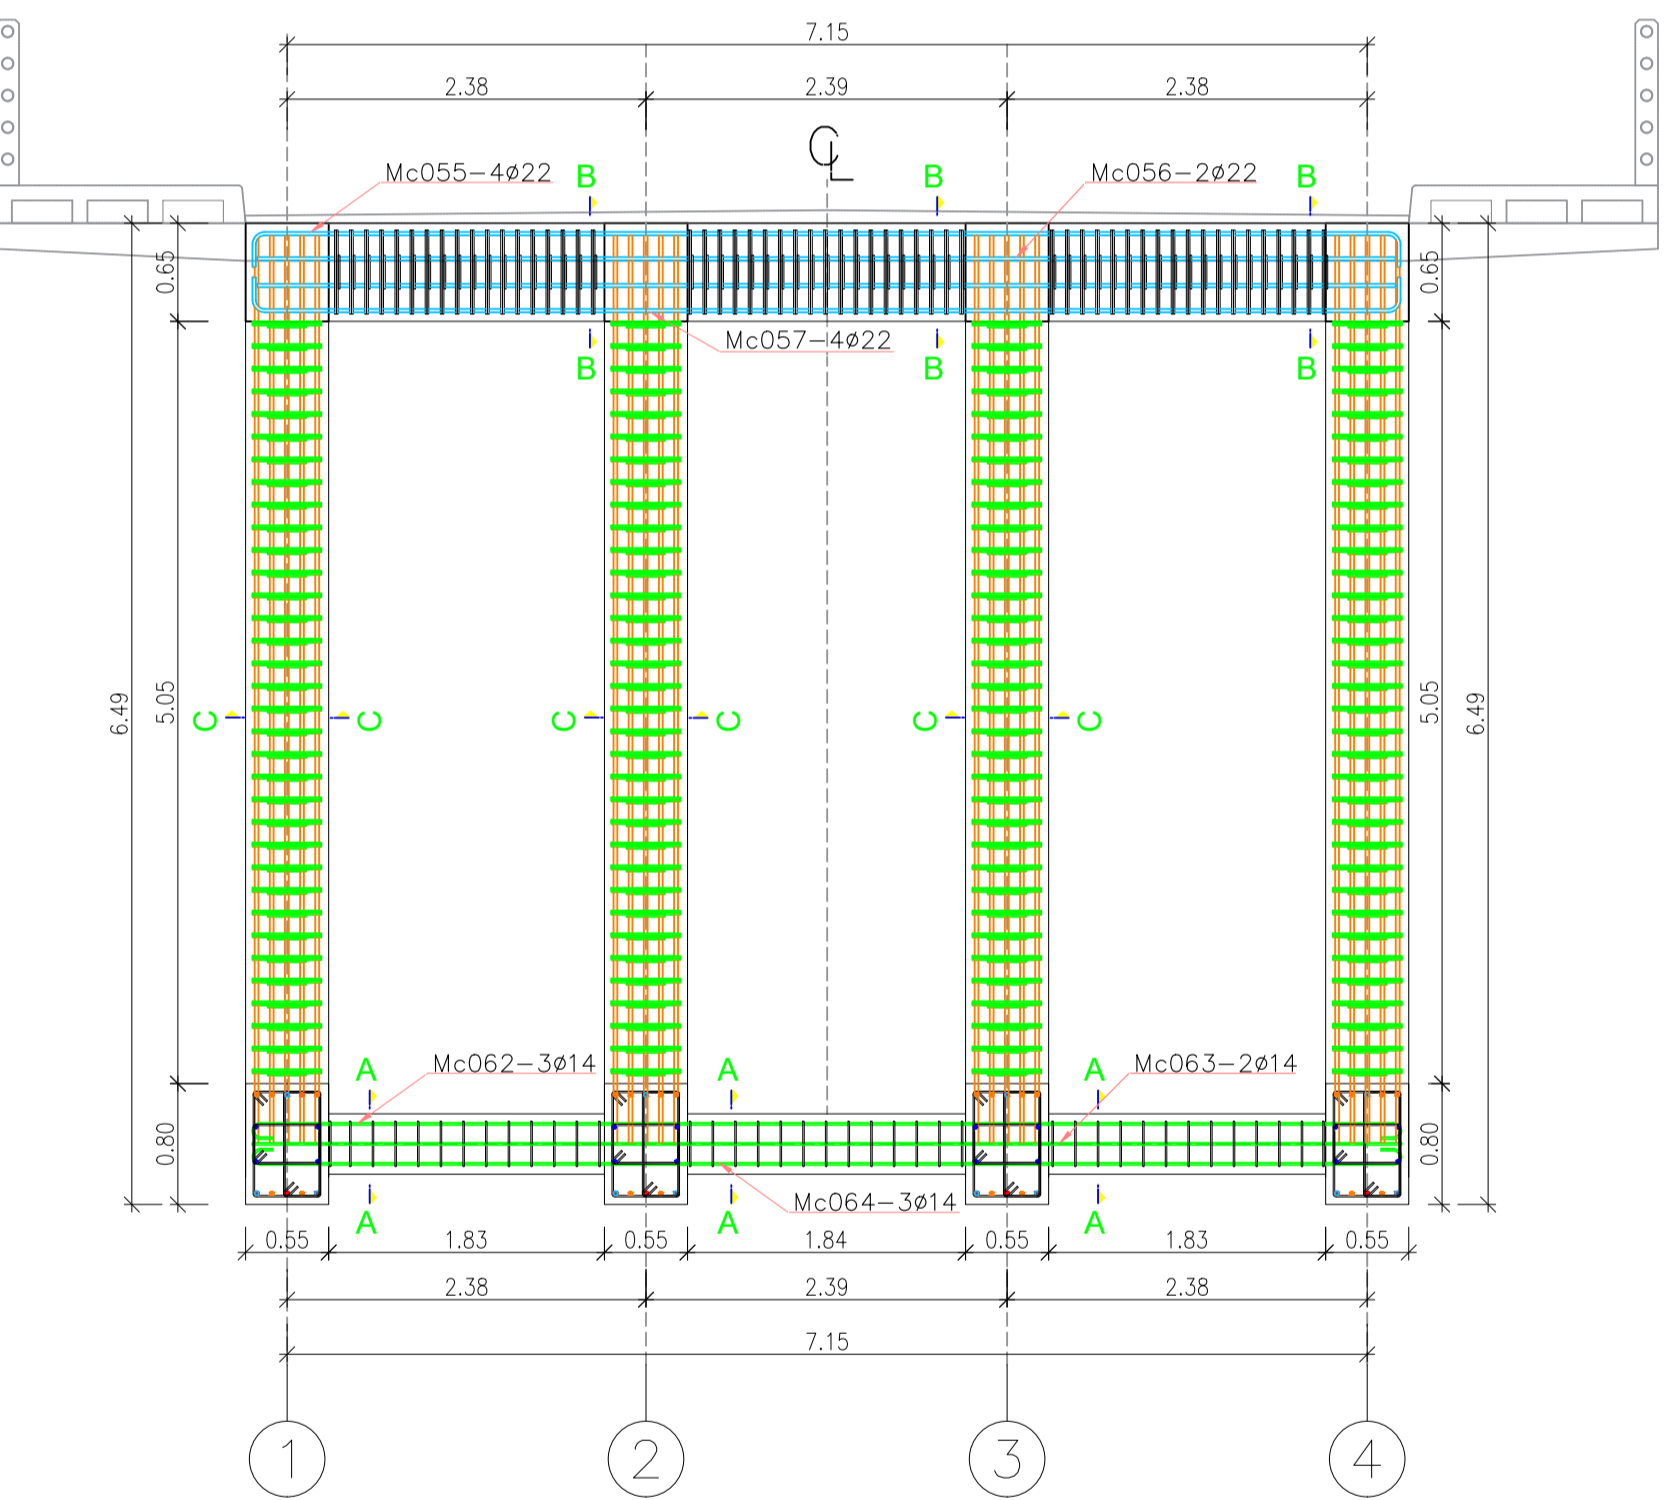 7.15
2.38 2.39 2.38
℄
Mc055-4ø22 B B Mc056-2ø22 B
0.65 0.65
Mc057-4ø22
B B B
6.49 5.05 5.05 6.49
C C C C C C
Mc062-3ø14 A A A Mc063-2ø14
0.80 0.80
Mc064-3ø14
A A A
0.55 1.83 0.55 1.84 0.55 1.83 0.55
2.38 2.39 2.38
7.15
1 2 3 4